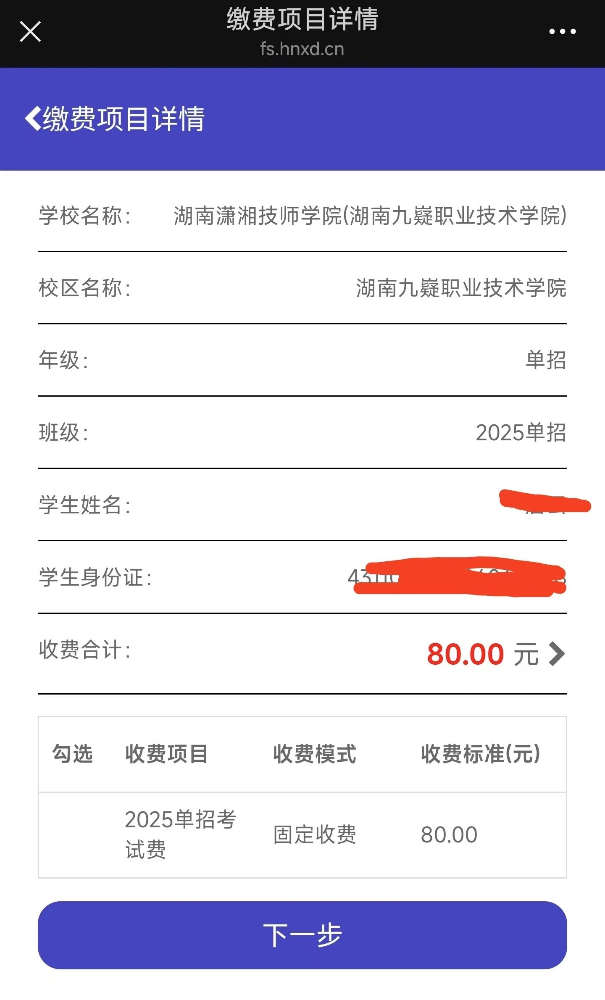 缴费项目详情
fs.hnxd.cn
缴费项目详情
学校名称: 湖南潇湘技师学院(湖南九嶷职业技术学院)
校区名称: 湖南九嶷职业技术学院
年级: 单招
班级: 2025单招
学生姓名:
学生身份证:
收费合计: 80.00 元
勾选 收费项目 收费模式 收费标准(元)
2025单招考
试费 固定收费 80.00
下一步